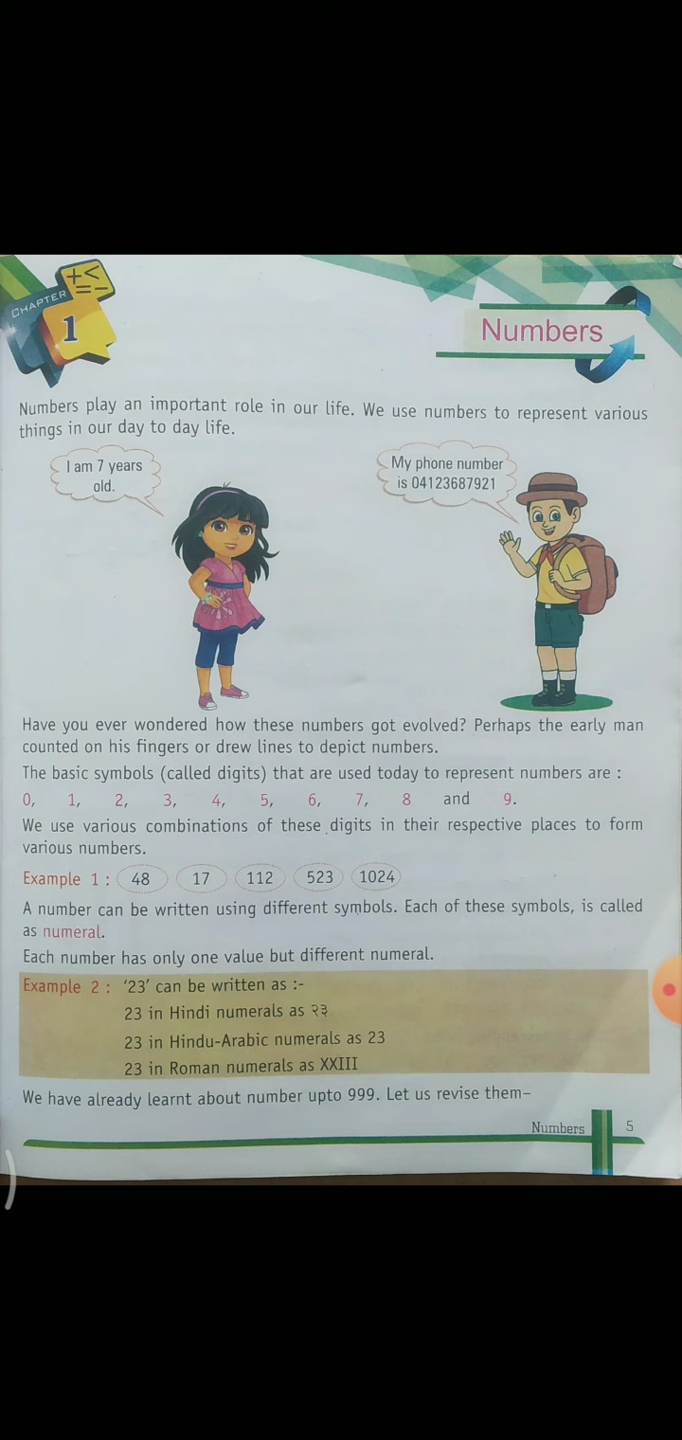 CHAPTER
1
+<
=-
Numbers
Numbers play an important role in our life. We use numbers to represent various
things in our day to day life.
I am 7 years
old.
My phone number
is 04123687921
Have you ever wondered how these numbers got evolved? Perhaps the early man
counted on his fingers or drew lines to depict numbers.
The basic symbols (called digits) that are used today to represent numbers are :
0, 1, 2, 3, 4, 5, 6, 7, 8 and 9.
We use various combinations of these digits in their respective places to form
various numbers.
Example 1 : 48 17 112 523 1024
A number can be written using different symbols. Each of these symbols, is called
as numeral.
Each number has only one value but different numeral.
Example 2 : ‘23’ can be written as :-
23 in Hindi numerals as २३
23 in Hindu-Arabic numerals as 23
23 in Roman numerals as XXIII
We have already learnt about number upto 999. Let us revise them–
Numbers 5